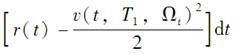 [r(t) - v(t, T₁, Ωₜ)² / 2]dt